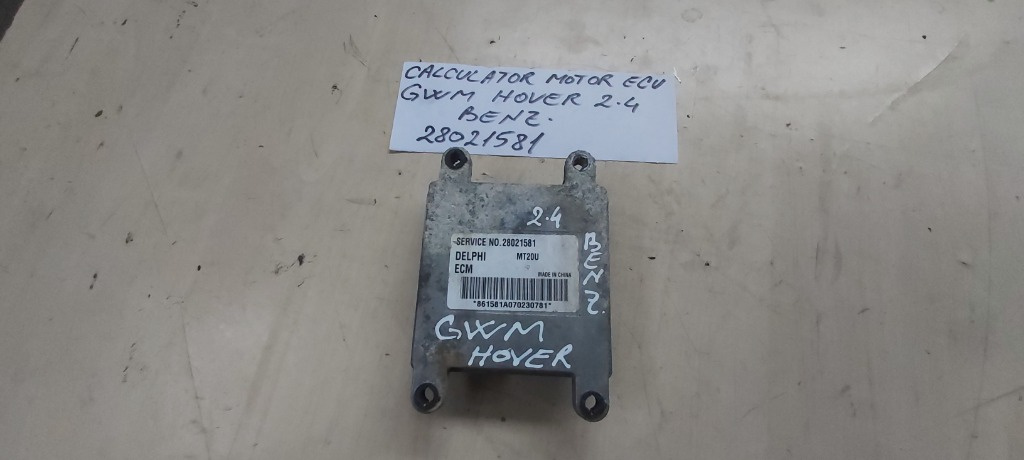 CALCULATOR MOTOR ECU
GWM HOVER 2.4
BENZ.
28021581
2.4
BENZ.
SERVICE NO.28021581
DELPHI MT20U
ECM MADE IN CHINA
*861581A070230781*
GWM
HOVER